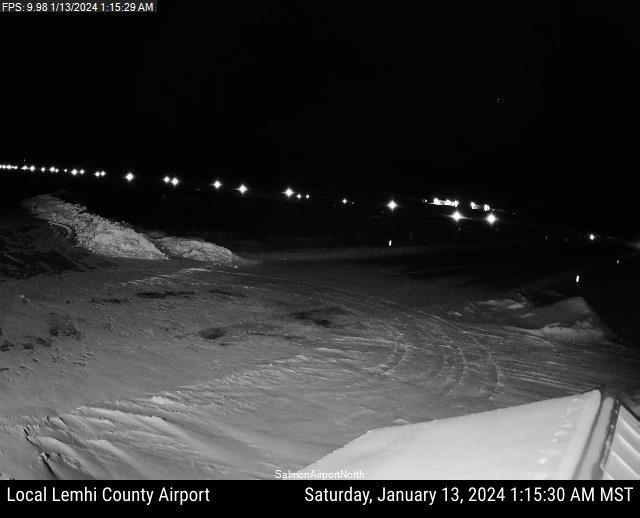 FPS: 9.98 1/13/2024 1:15:29 AM
SalmonAirportNorth
Local Lemhi County Airport Saturday, January 13, 2024 1:15:30 AM MST